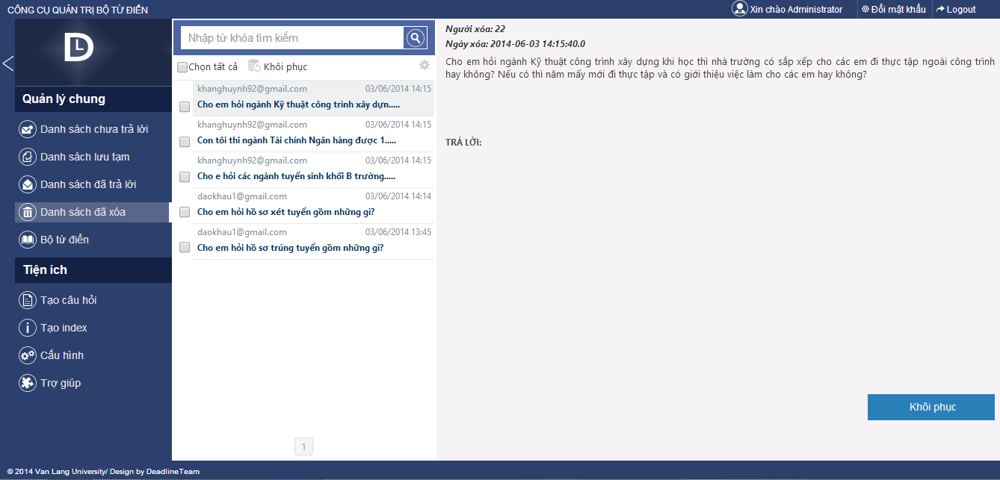 CÔNG CỤ QUẢN TRỊ BỘ TỪ ĐIỂN
Xin chào Administrator
Đổi mật khẩu
Logout
DL
Quản lý chung
Danh sách chưa trả lời
Danh sách lưu tạm
Danh sách đã trả lời
Danh sách đã xóa
Bộ từ điển
Tiện ích
Tạo câu hỏi
Tạo index
Cấu hình
Trợ giúp
Nhập từ khóa tìm kiếm
Chọn tất cả
Khôi phục
khanghuynh92@gmail.com 03/06/2014 14:15
Cho em hỏi ngành Kỹ thuật công trình xây dựn.....
khanghuynh92@gmail.com 03/06/2014 14:15
Con tôi thi ngành Tài chính Ngân hàng được 1.....
khanghuynh92@gmail.com 03/06/2014 14:15
Cho e hỏi các ngành tuyển sinh khối B trường.....
daokhau1@gmail.com 03/06/2014 14:14
Cho em hỏi hồ sơ xét tuyển gồm những gì?
daokhau1@gmail.com 03/06/2014 13:45
Cho em hỏi hồ sơ trúng tuyển gồm những gì?
1
Người xóa: 22
Ngày xóa: 2014-06-03 14:15:40.0
Cho em hỏi ngành Kỹ thuật công trình xây dựng khi học thì nhà trường có sắp xếp cho các em đi thực tập ngoài công trình
hay không? Nếu có thì năm mấy mới đi thực tập và có giới thiệu việc làm cho các em hay không?
TRẢ LỜI:
Khôi phục
© 2014 Van Lang University/ Design by DeadlineTeam